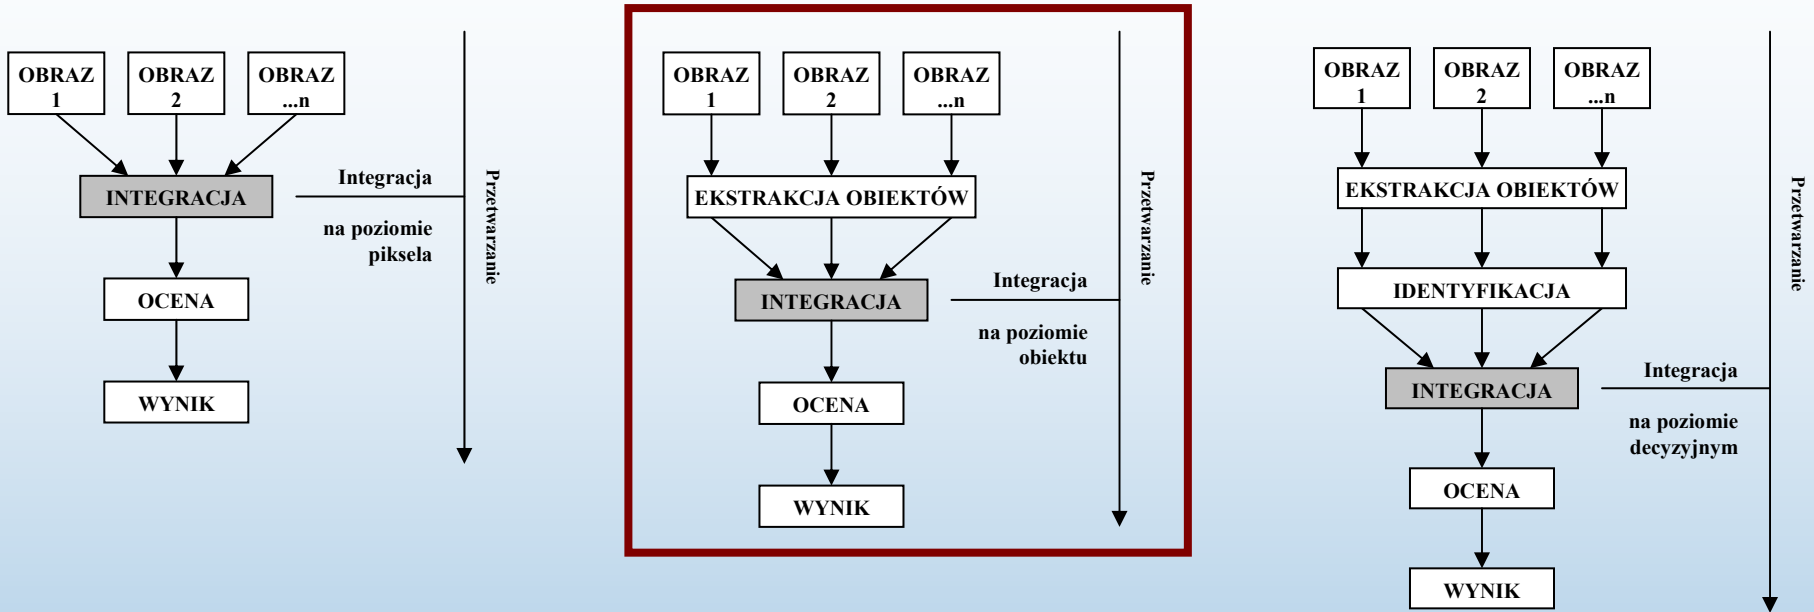 OBRAZ
1
OBRAZ
2
OBRAZ
...n
INTEGRACJA
Integracja
na poziomie
piksela
Przetwarzanie
OCENA
WYNIK
OBRAZ
1
OBRAZ
2
OBRAZ
...n
EKSTRAKCJA OBIEKTÓW
INTEGRACJA
Integracja
na poziomie
obiektu
Przetwarzanie
OCENA
WYNIK
OBRAZ
1
OBRAZ
2
OBRAZ
...n
EKSTRAKCJA OBIEKTÓW
IDENTYFIKACJA
INTEGRACJA
Integracja
na poziomie
decyzyjnym
Przetwarzanie
OCENA
WYNIK